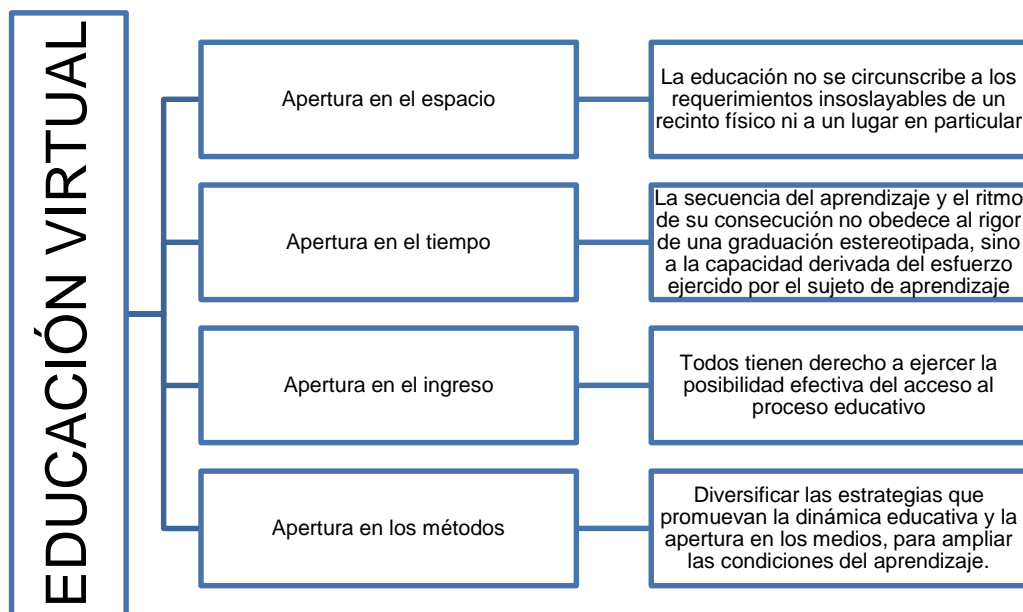 EDUCACIÓN VIRTUAL
Apertura en el espacio
La educación no se circunscribe a los
requerimientos insoslayables de un
recinto físico ni a un lugar en particular
Apertura en el tiempo
La secuencia del aprendizaje y el ritmo
de su consecución no obedece al rigor
de una graduación estereotipada, sino
a la capacidad derivada del esfuerzo
ejercido por el sujeto de aprendizaje
Apertura en el ingreso
Todos tienen derecho a ejercer la
posibilidad efectiva del acceso al
proceso educativo
Apertura en los métodos
Diversificar las estrategias que
promuevan la dinámica educativa y la
apertura en los medios, para ampliar
las condiciones del aprendizaje.